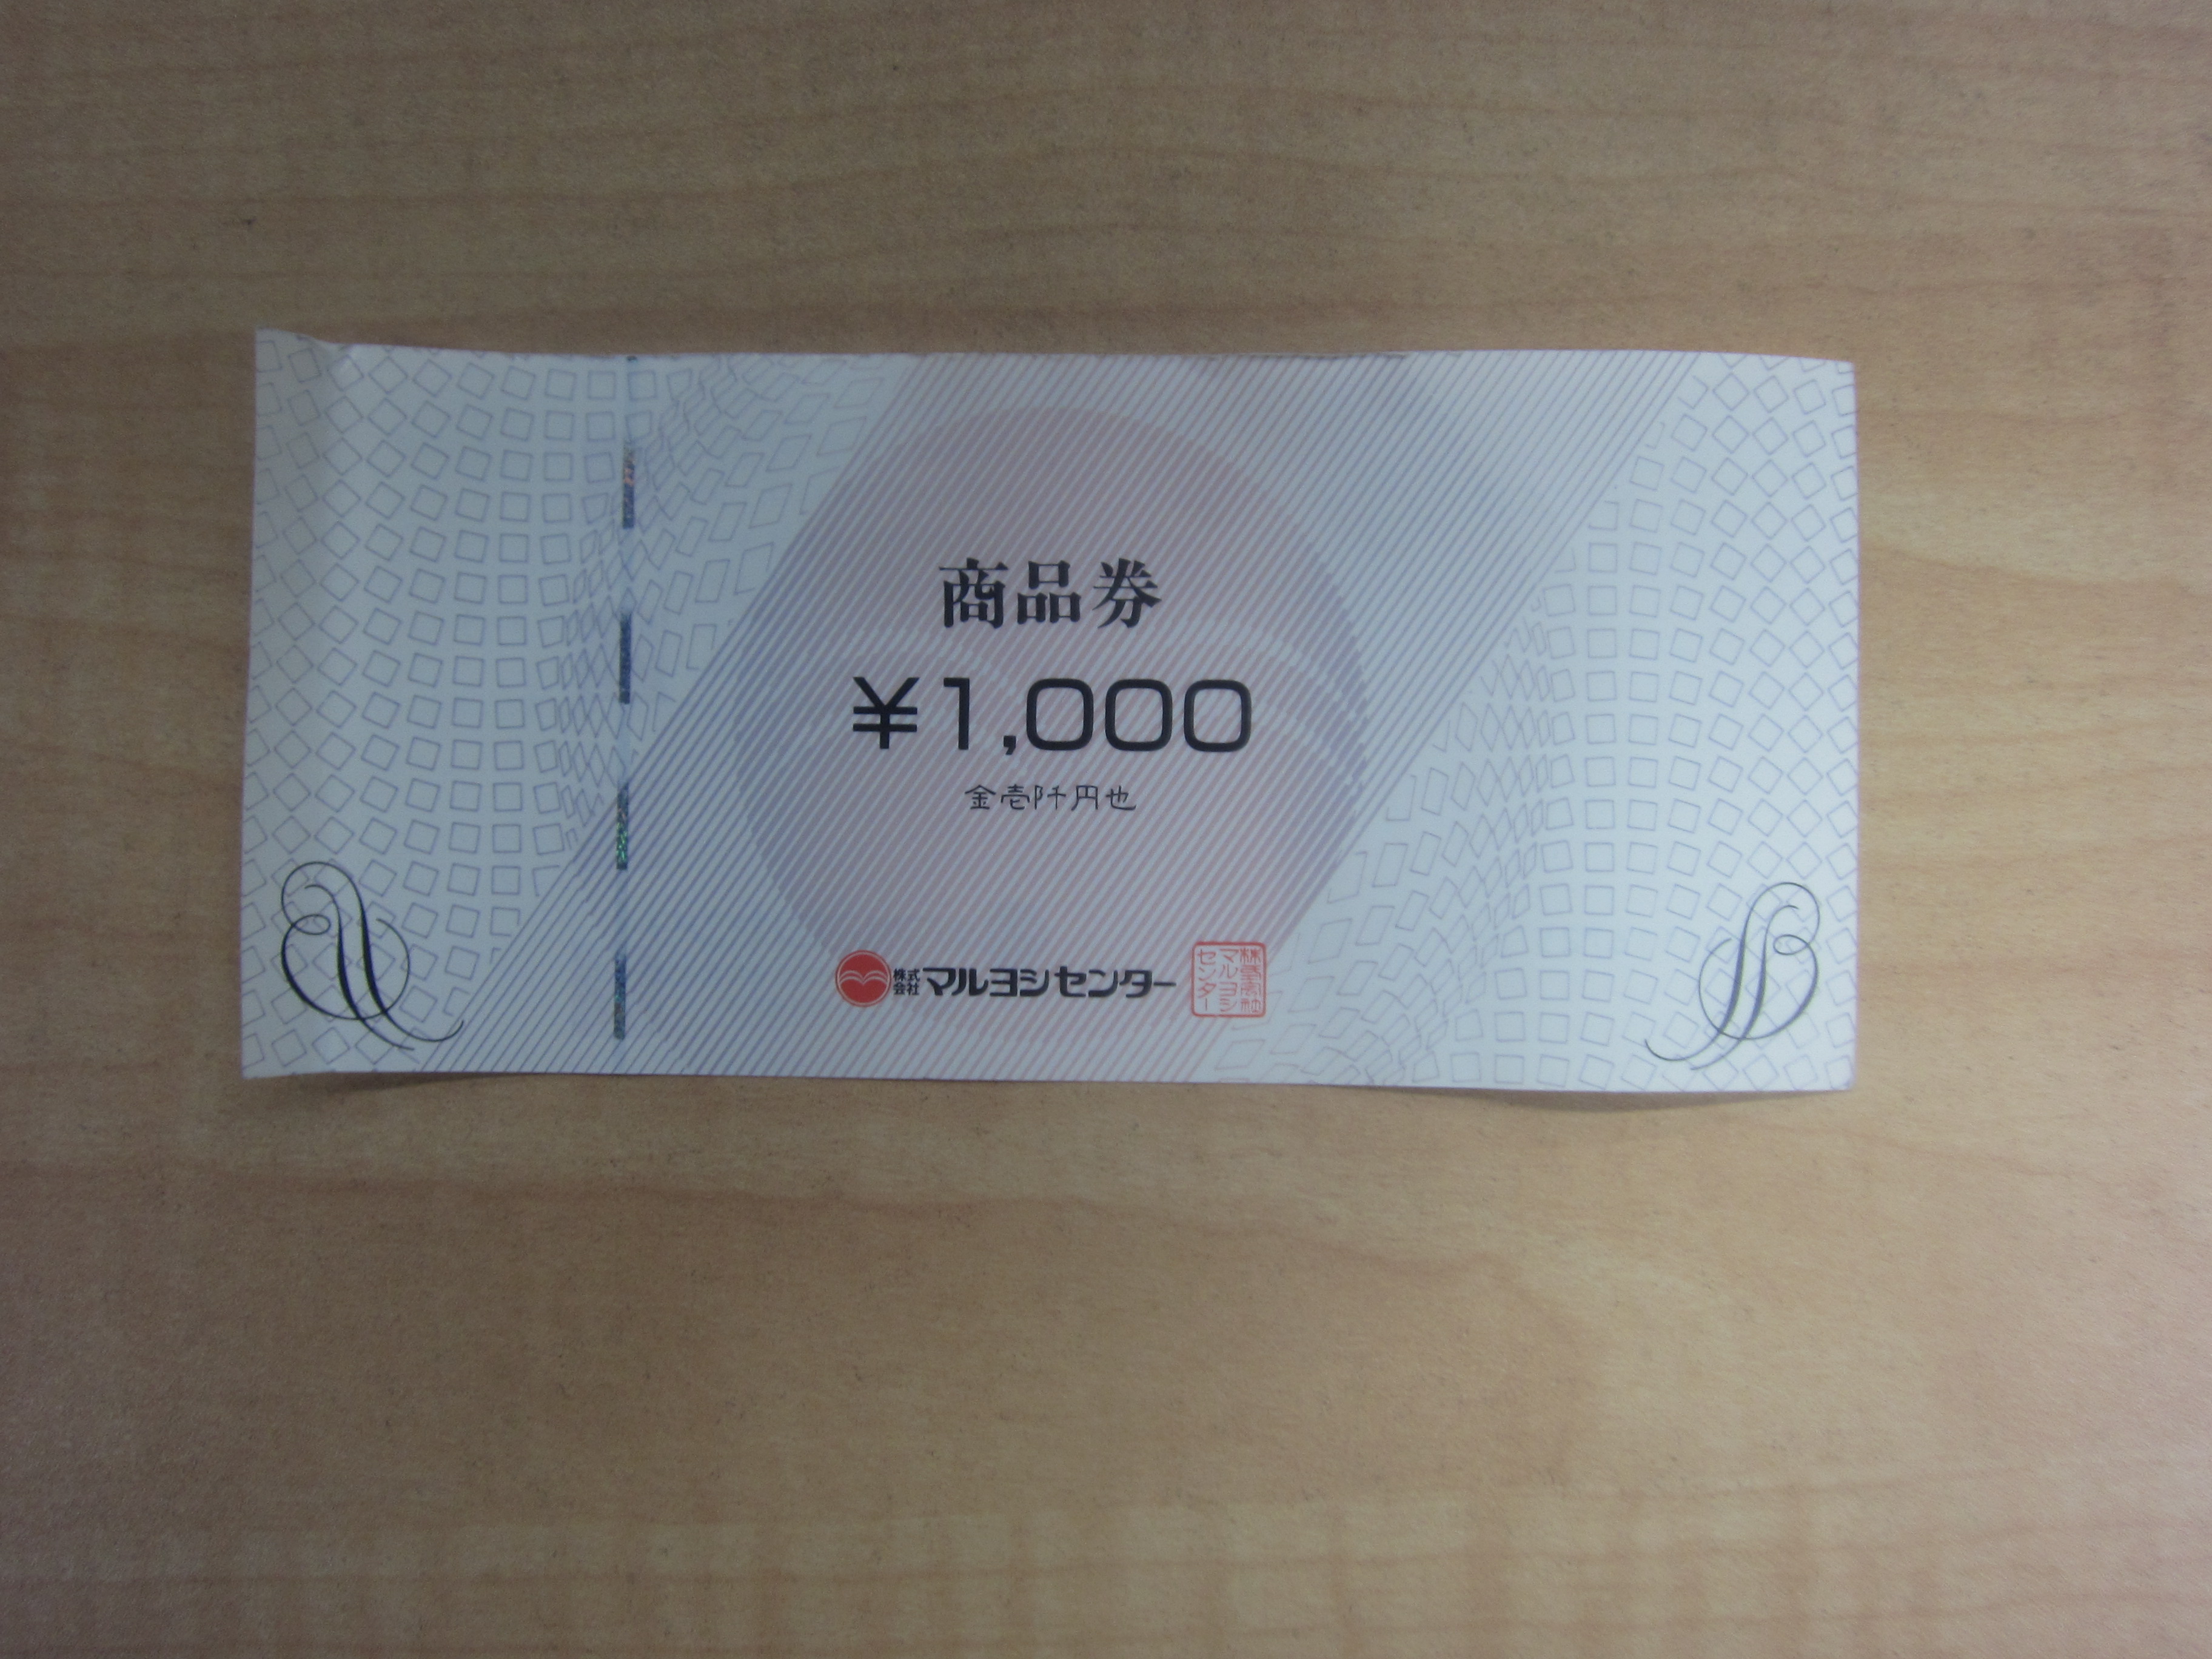 商品券
¥1,000
金壱阡円也
株式会社マルヨシセンター
株式会社マルヨシセンター